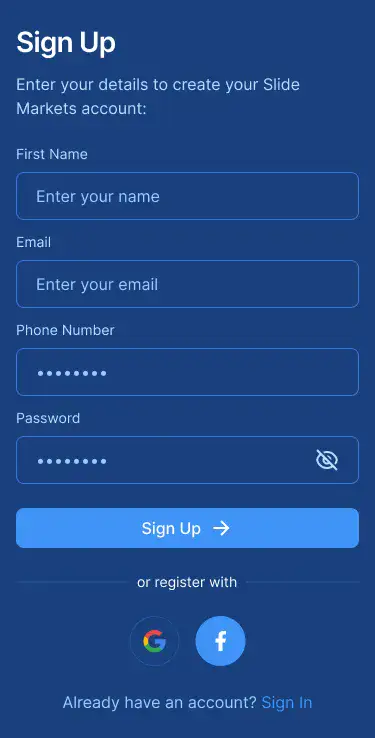 Sign Up
Enter your details to create your Slide
Markets account:
First Name
Enter your name
Email
Enter your email
Phone Number
••••••••
Password
••••••••
Sign Up →
or register with
Already have an account? Sign In